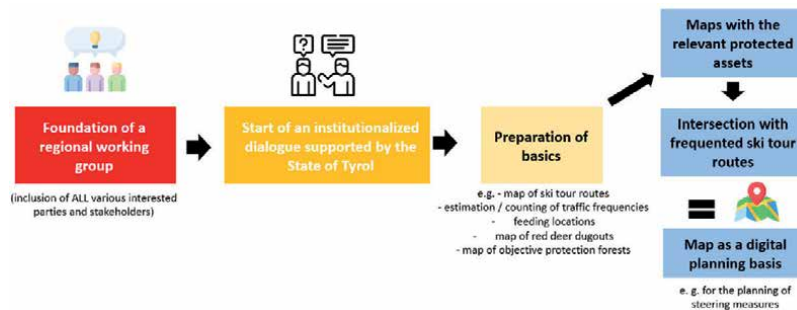 Foundation of a
regional working
group
(inclusion of ALL various interested
parties and stakeholders)
?
Start of an institutionalized
dialogue supported by the
State of Tyrol
Preparation of
basics
e.g. - map of ski tour routes
- estimation / counting of traffic frequencies
- feeding locations
- map of red deer dugouts
- map of objective protection forests
Maps with the
relevant protected
assets
Intersection with
frequented ski tour
routes
=
Map as a digital
planning basis
e. g. for the planning of
steering measures